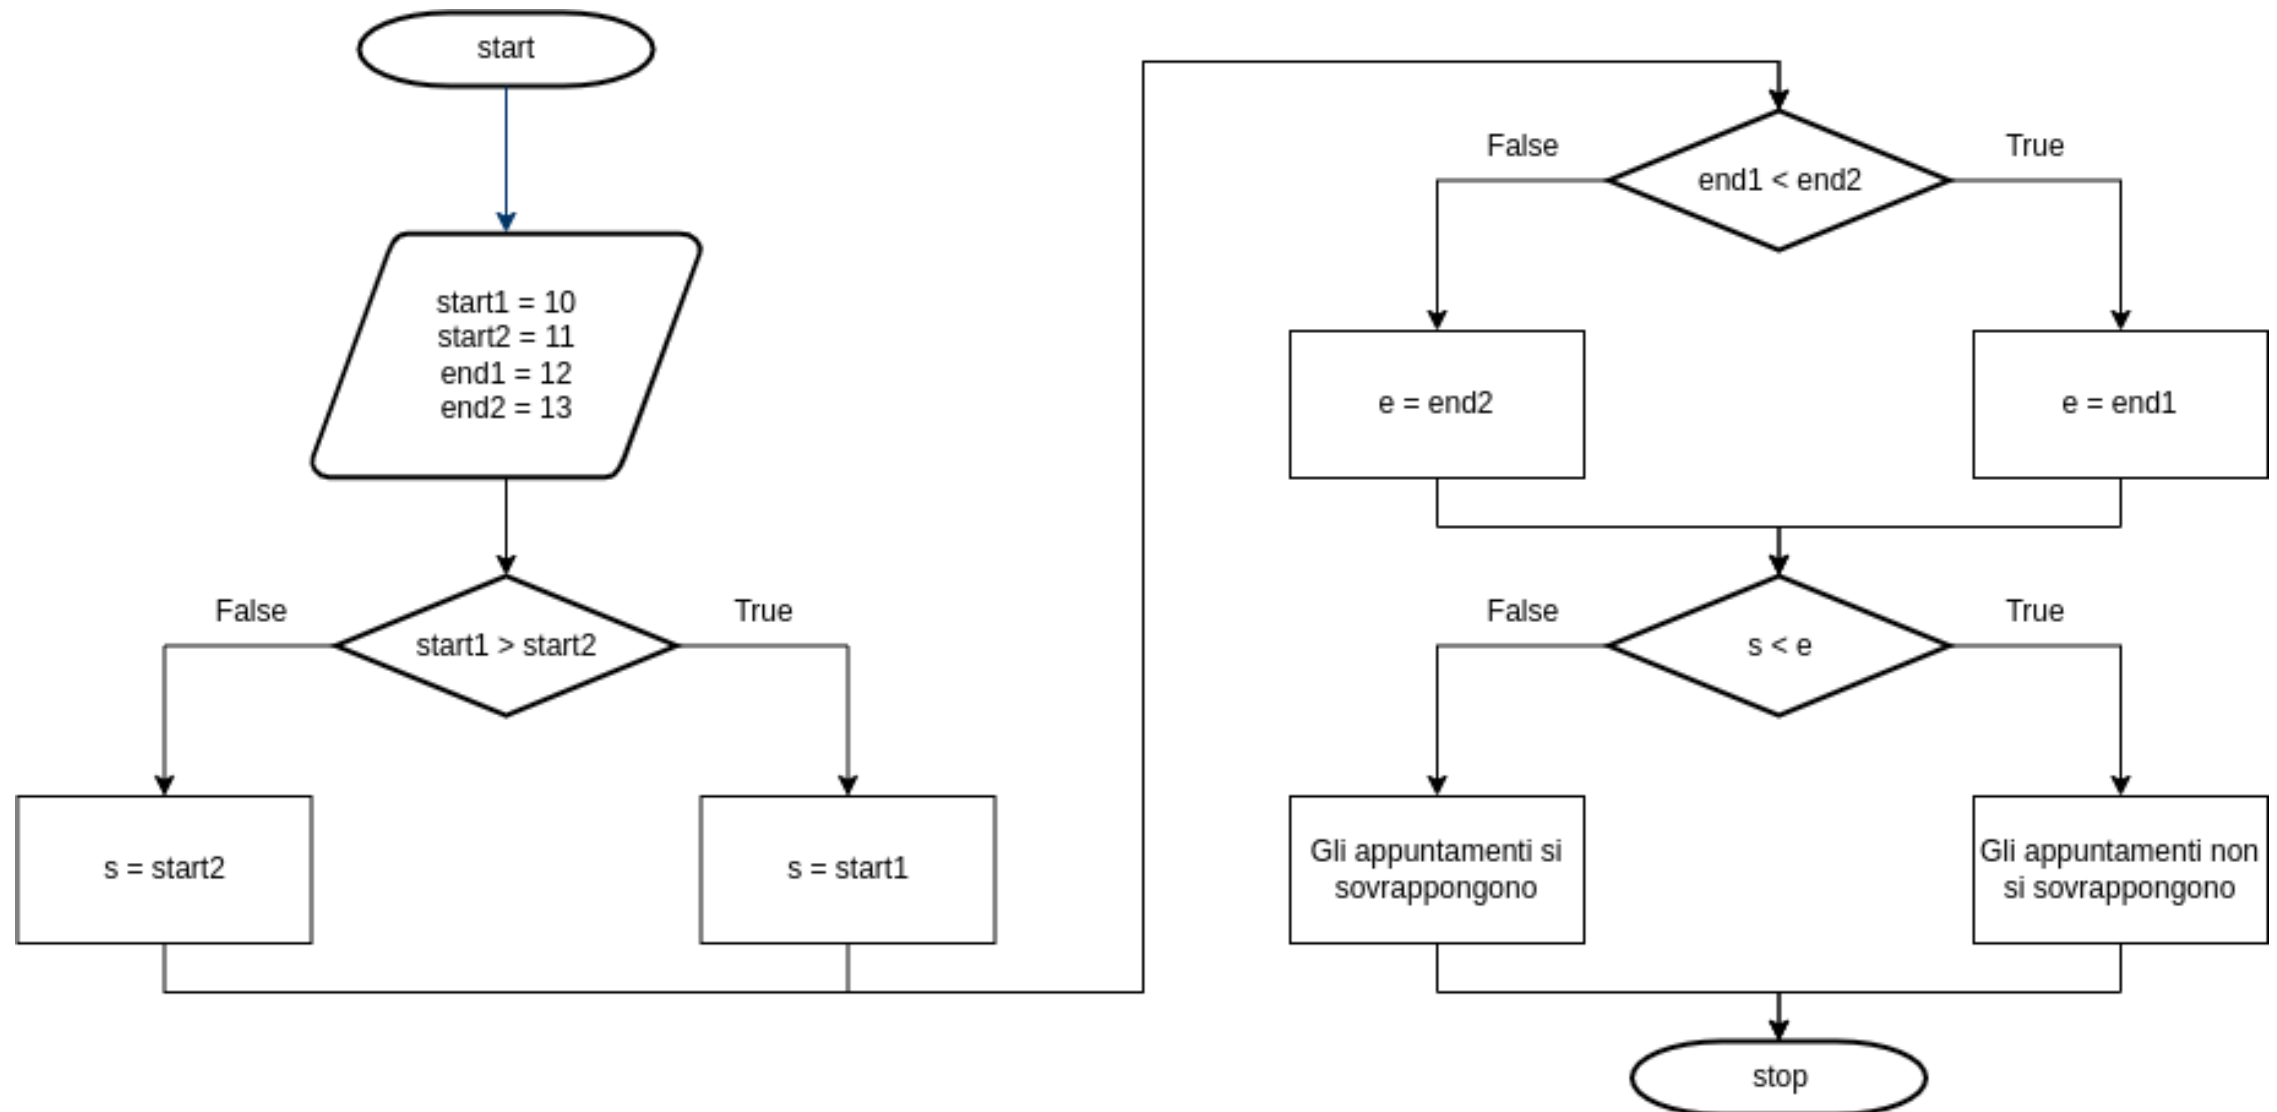 start
start1 = 10
start2 = 11
end1 = 12
end2 = 13
False
True
start1 > start2
s = start2
s = start1
False
True
end1 < end2
e = end2
e = end1
False
True
s < e
Gli appuntamenti si
sovrappongono
Gli appuntamenti non
si sovrappongono
stop